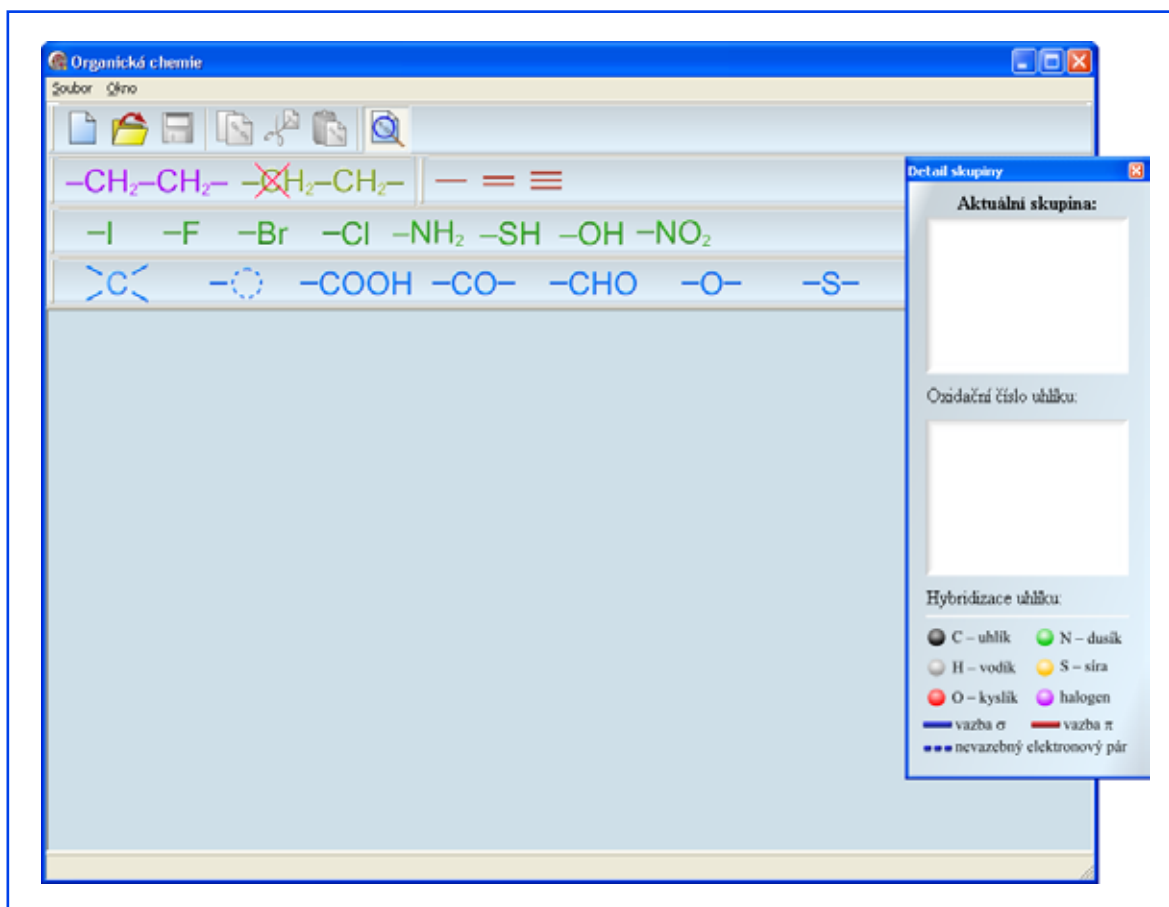 Organická chemie
Soubor Okno
–CH₂–CH₂– –CH₂–CH₂–
–I –F –Br –Cl –NH₂ –SH –OH –NO₂
C – –COOH –CO– –CHO –O– –S–
Detail skupiny
Aktuální skupina:
Oxidační číslo uhlíku:
Hybridizace uhlíku:
C – uhlík N – dusík
H – vodík S – síra
O – kyslík halogen
vazba σ vazba π
nevazebný elektronový pár